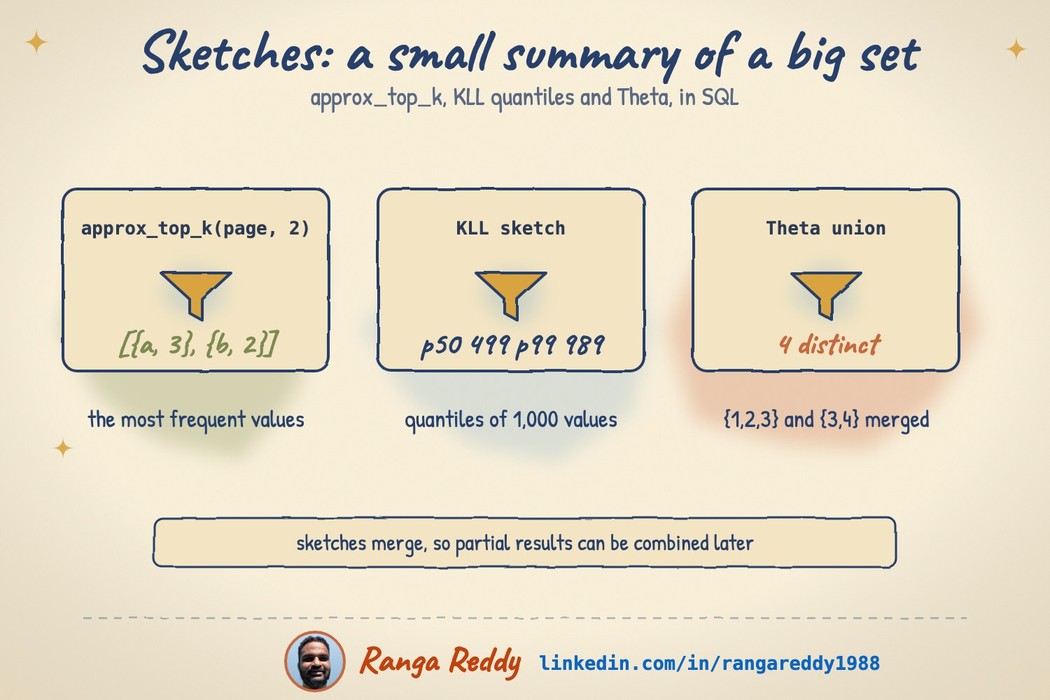 Sketches: a small summary of a big set
approx_top_k, KLL quantiles and Theta, in SQL
approx_top_k(page, 2)
[{a, 3}, {b, 2}]
the most frequent values
KLL sketch
p50 499 p99 989
quantiles of 1,000 values
Theta union
4 distinct
{1,2,3} and {3,4} merged
sketches merge, so partial results can be combined later
Ranga Reddy linkedin.com/in/rangareddy1988